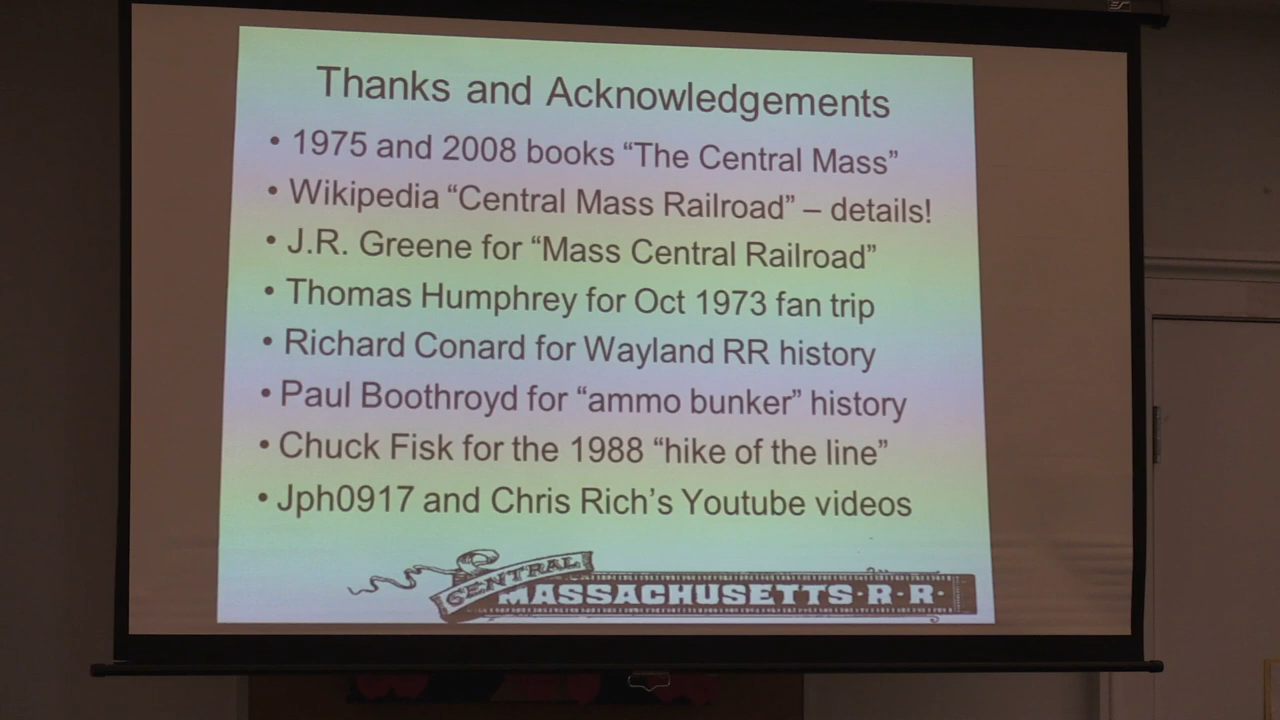 Thanks and Acknowledgements
• 1975 and 2008 books “The Central Mass”
• Wikipedia “Central Mass Railroad” – details!
• J.R. Greene for “Mass Central Railroad”
• Thomas Humphrey for Oct 1973 fan trip
• Richard Conard for Wayland RR history
• Paul Boothroyd for “ammo bunker” history
• Chuck Fisk for the 1988 “hike of the line”
• Jph0917 and Chris Rich’s Youtube videos
CENTRAL
MASSACHUSETTS·R·R·